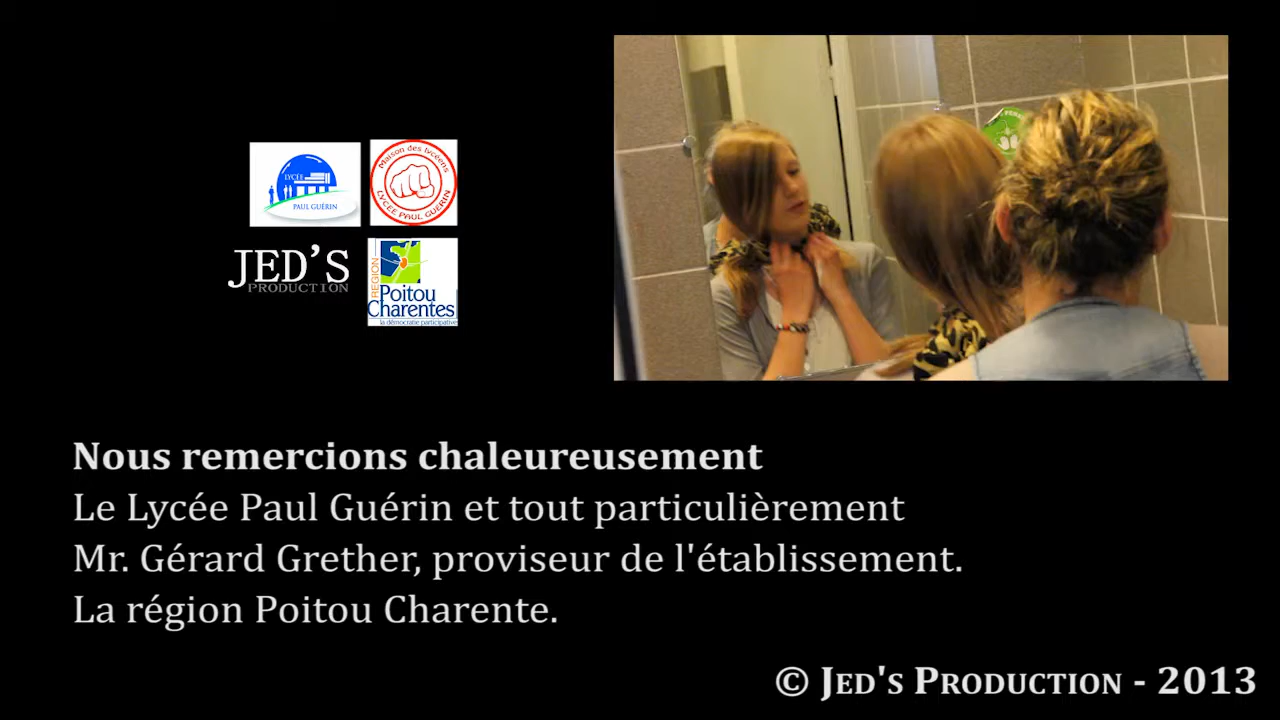 LYCÉE
PAUL GUÉRIN
Maison des lycéens
LYCÉE PAUL GUÉRIN
JED'S
PRODUCTION
RÉGION
Poitou
Charentes
la démocratie participative
Nous remercions chaleureusement
Le Lycée Paul Guérin et tout particulièrement
Mr. Gérard Grether, proviseur de l'établissement.
La région Poitou Charente.
© JED'S PRODUCTION - 2013